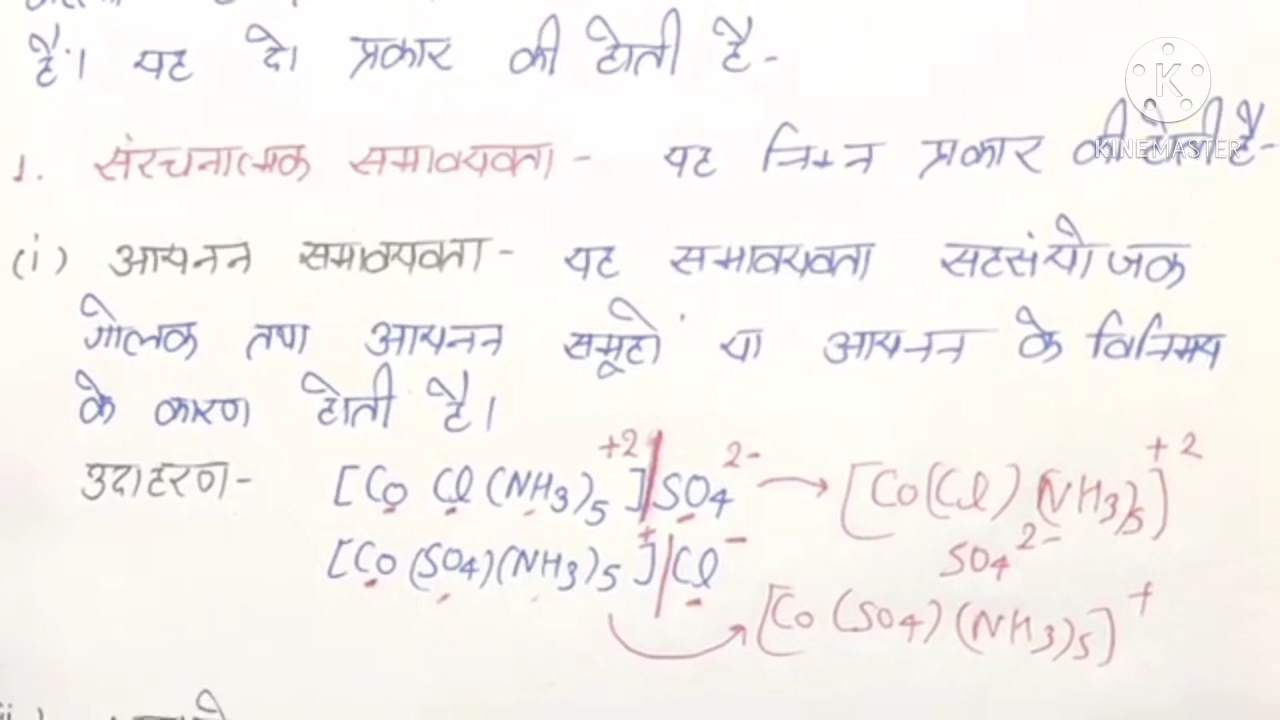 है। यह दो प्रकार की होती है-
K
KINEMASTER
1. संरचनात्मक समावयवता - यह निम्न प्रकार की होती है-
(i) आयनन समावयवता - यह समावयवता सहसंयोजक
गोलक तथा आयनन समूहों या आयनन के विनिमय
के कारण होती है।
उदाहरण- [Co Cl (NH3)5]+2 | SO4 2- → [Co(Cl)(NH3)5]+2
SO4 2-
[Co(SO4)(NH3)5]+ | Cl-
[Co(SO4)(NH3)5]+